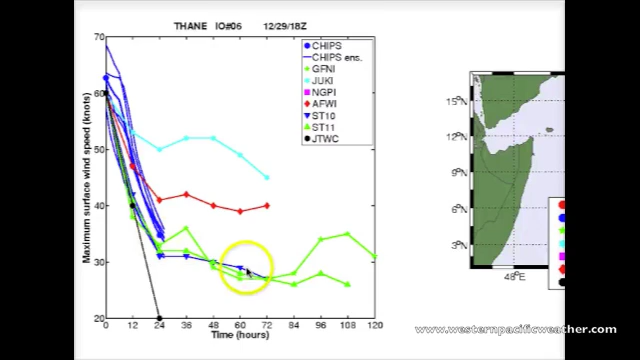 THANE IO#06 12/29/18Z
Maximum surface wind speed (knots)
70
60
50
40
30
20
0 12 24 36 48 60 72 84 96 108 120
Time (hours)
CHIPS
CHIPS ens.
GFNI
JUKI
NGPI
AFWI
ST10
ST11
JTWC
15°N
12°N
9°N
6°N
3°N
48°E
www.westernpacificweather.com